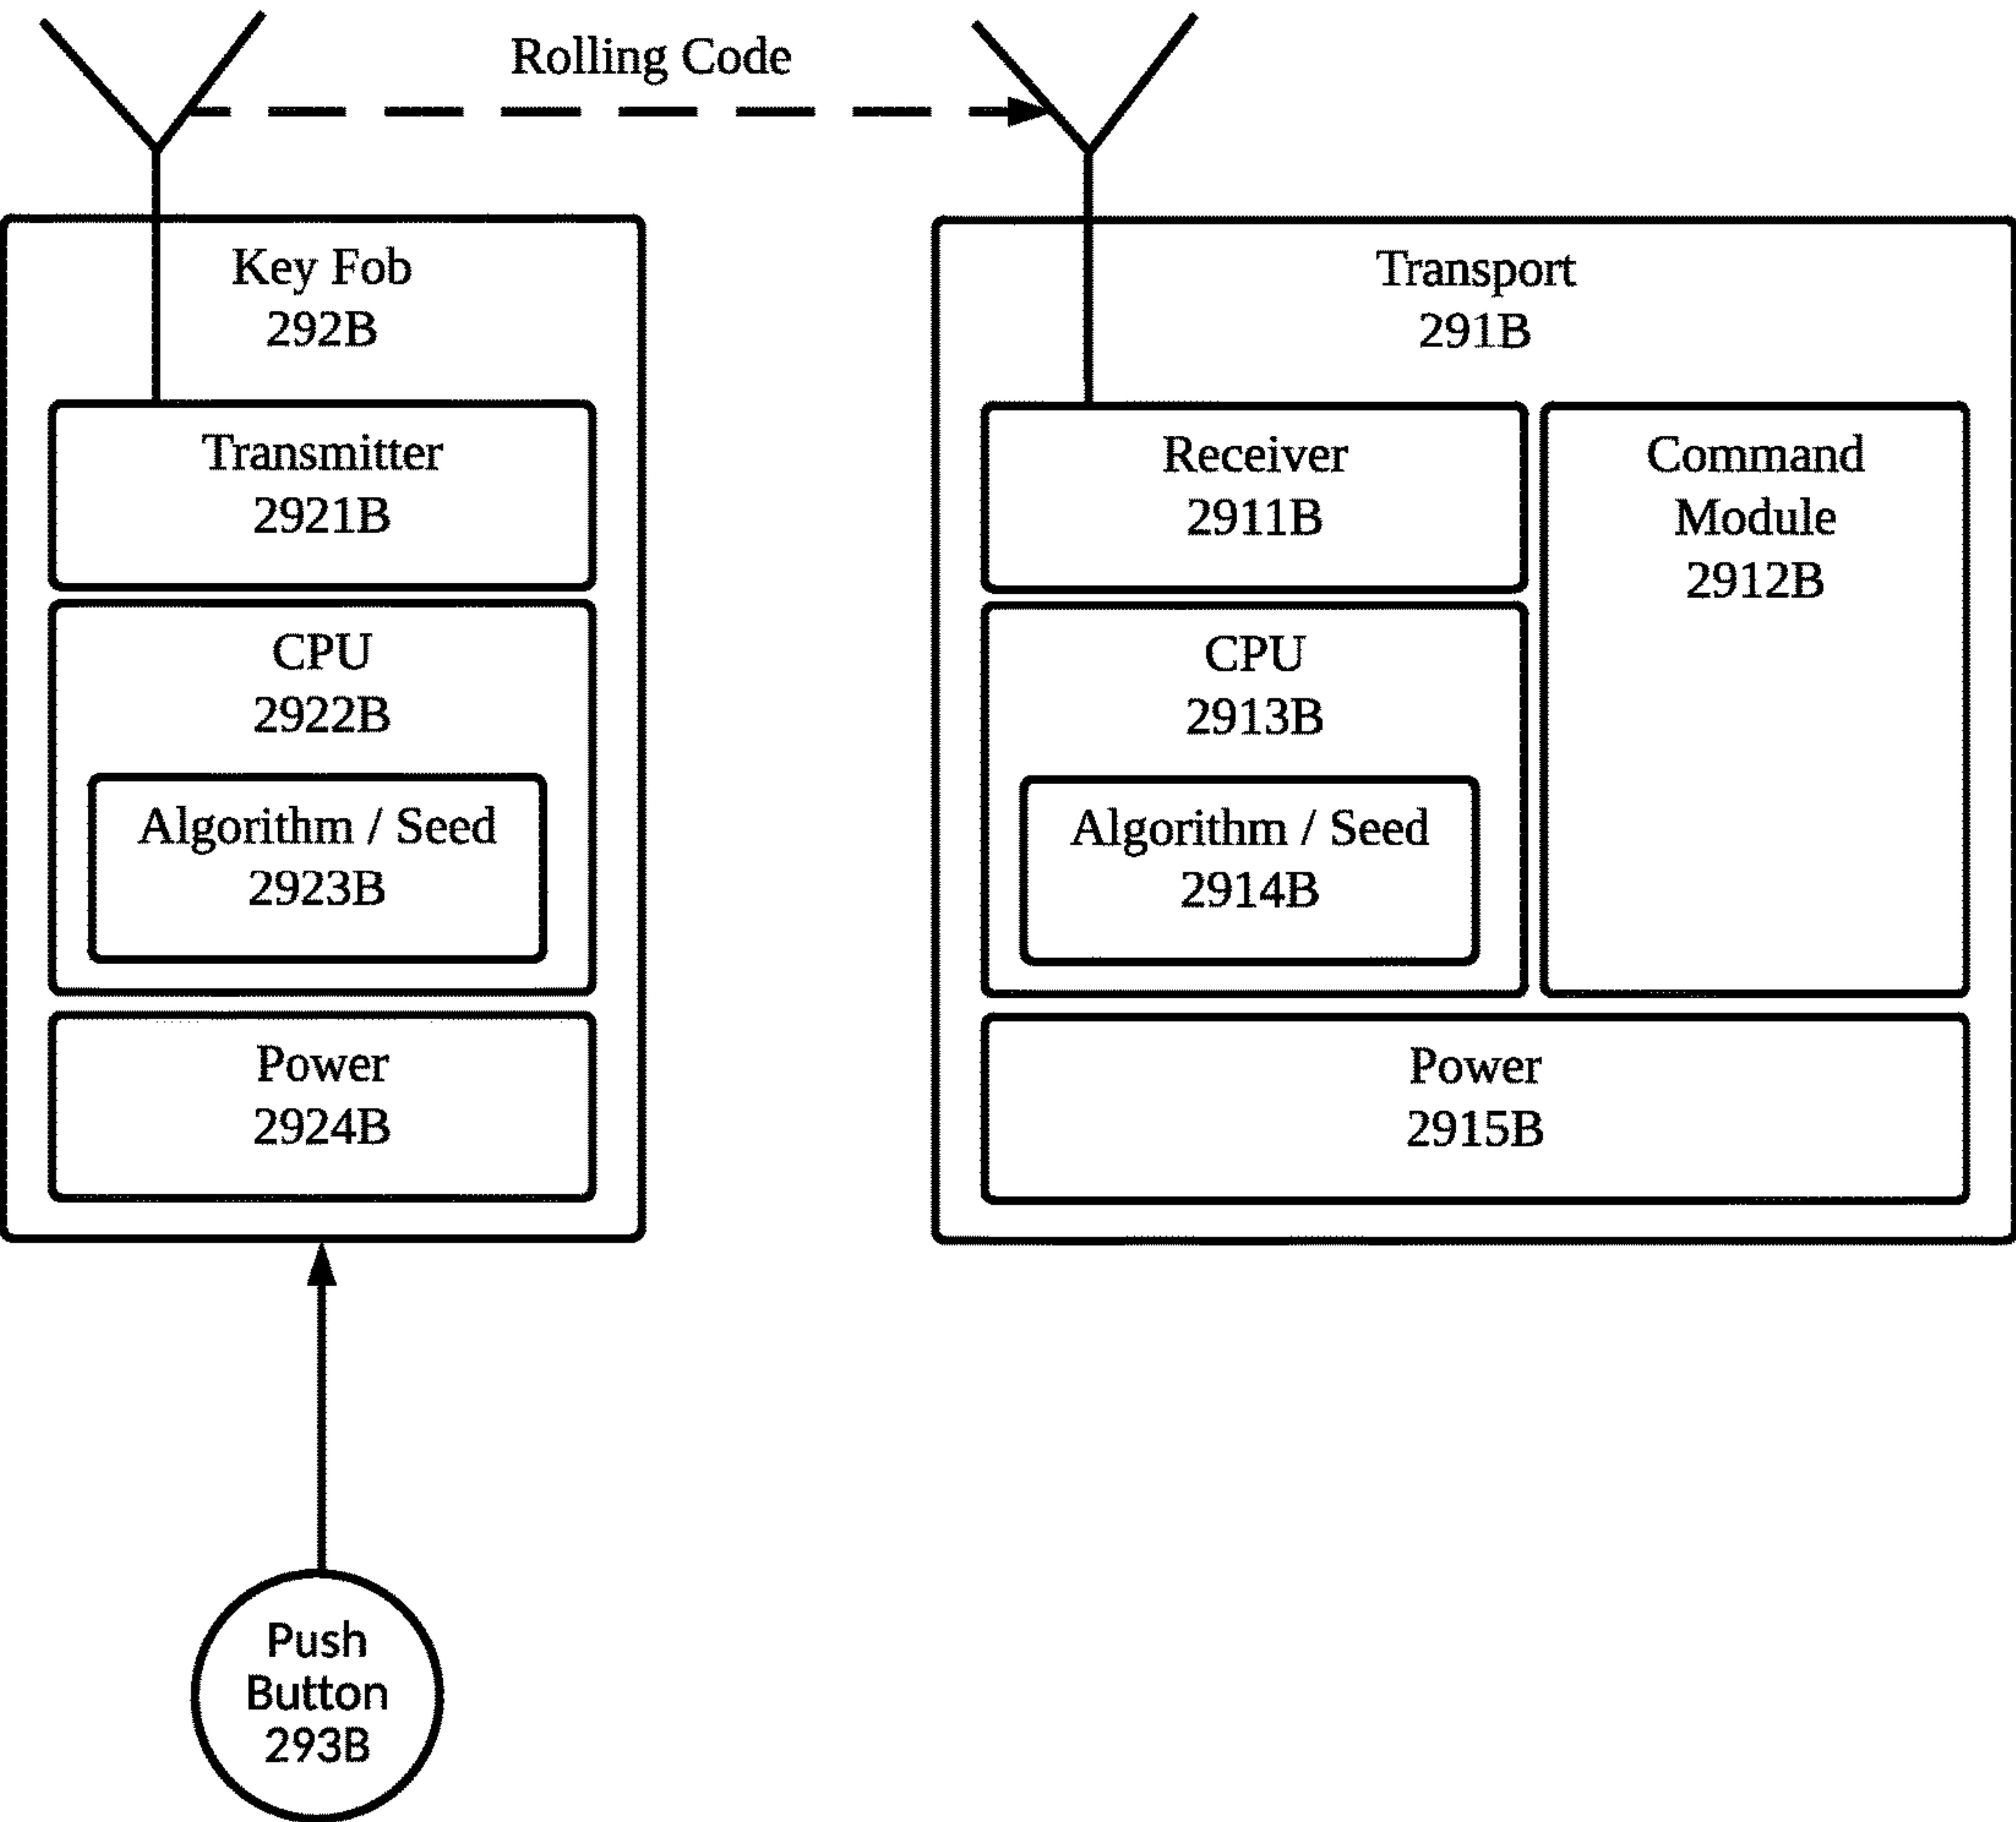 Rolling Code
Key Fob
292B
Transmitter
2921B
CPU
2922B
Algorithm / Seed
2923B
Power
2924B
Push
Button
293B
Transport
291B
Receiver
2911B
CPU
2913B
Algorithm / Seed
2914B
Command
Module
2912B
Power
2915B